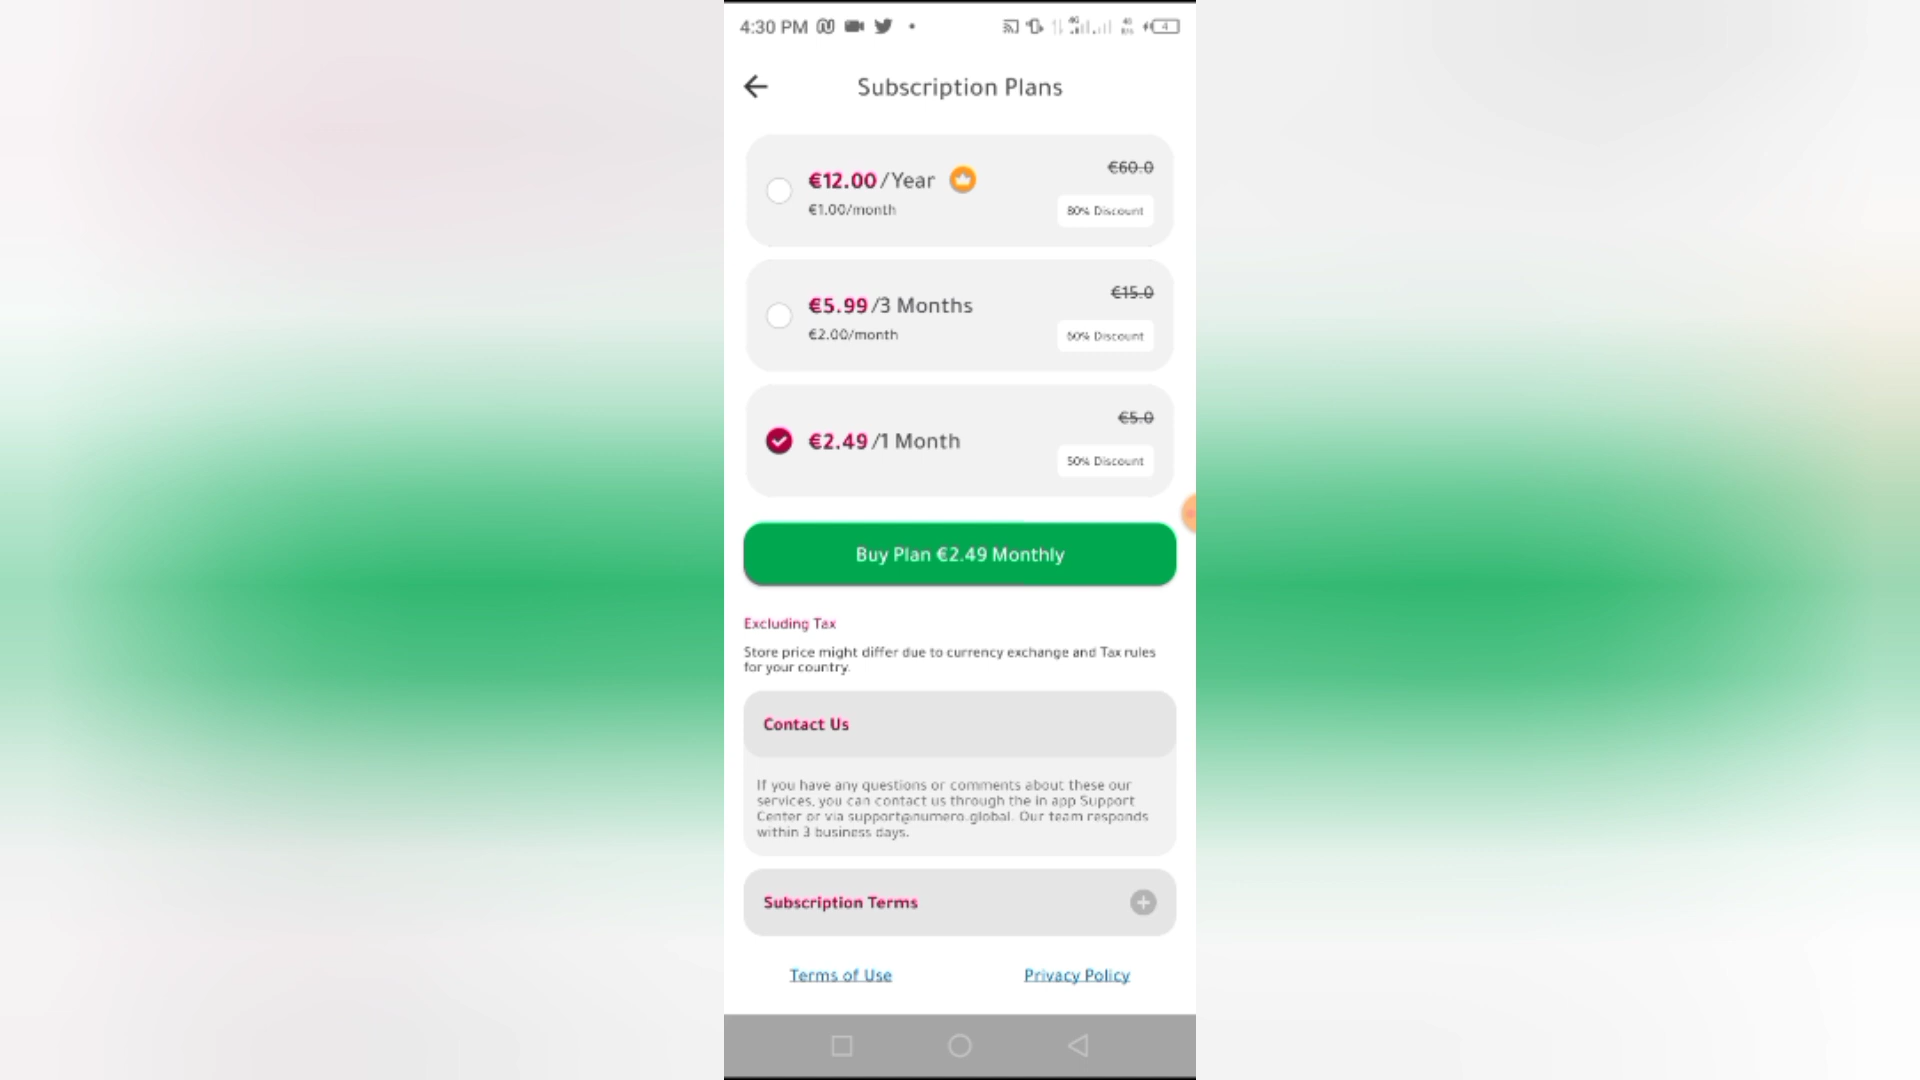 4:30 PM
Subscription Plans
€12.00/Year
€60.0
€1.00/month
80% Discount
€5.99/3 Months
€15.0
€2.00/month
60% Discount
€2.49/1 Month
€5.0
50% Discount
Buy Plan €2.49 Monthly
Excluding Tax
Store price might differ due to currency exchange and Tax rules
for your country.
Contact Us
If you have any questions or comments about these our
services, you can contact us through the in app Support
Center or via support@numero.global. Our team responds
within 3 business days.
Subscription Terms
Terms of Use
Privacy Policy